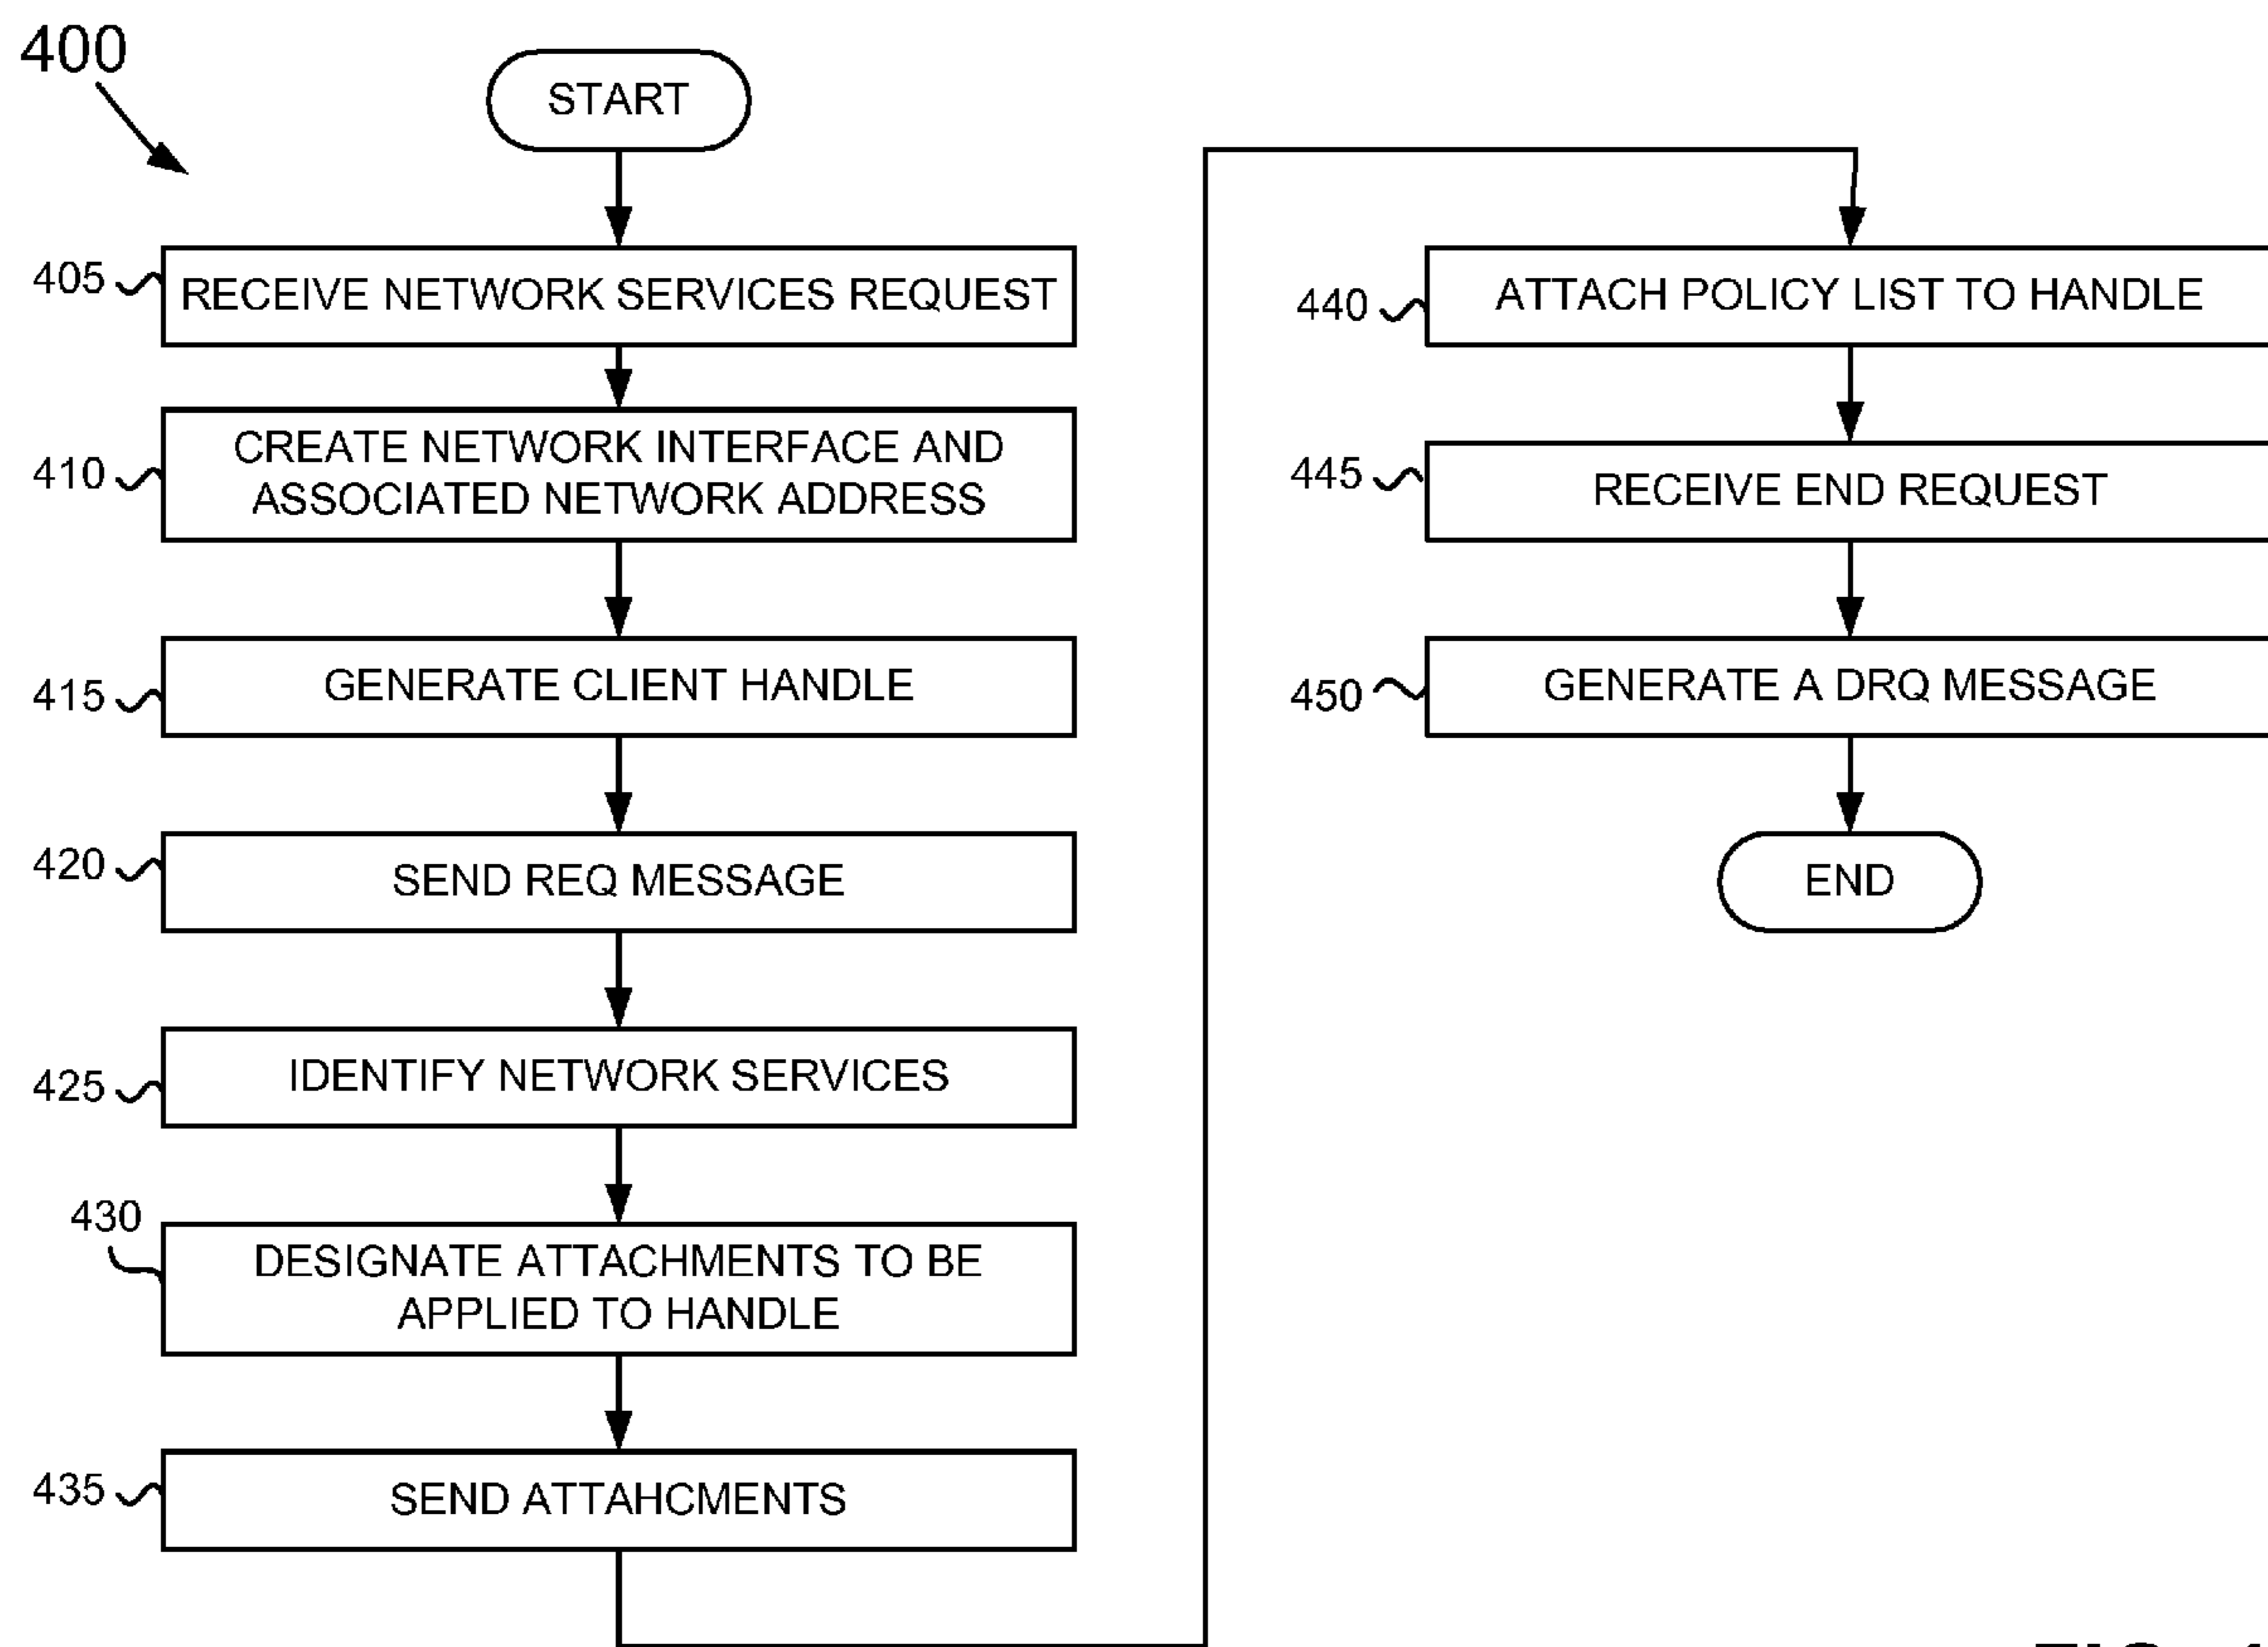 400
START
405
RECEIVE NETWORK SERVICES REQUEST
410
CREATE NETWORK INTERFACE AND
ASSOCIATED NETWORK ADDRESS
415
GENERATE CLIENT HANDLE
420
SEND REQ MESSAGE
425
IDENTIFY NETWORK SERVICES
430
DESIGNATE ATTACHMENTS TO BE
APPLIED TO HANDLE
435
SEND ATTAHCMENTS
440
ATTACH POLICY LIST TO HANDLE
445
RECEIVE END REQUEST
450
GENERATE A DRQ MESSAGE
END